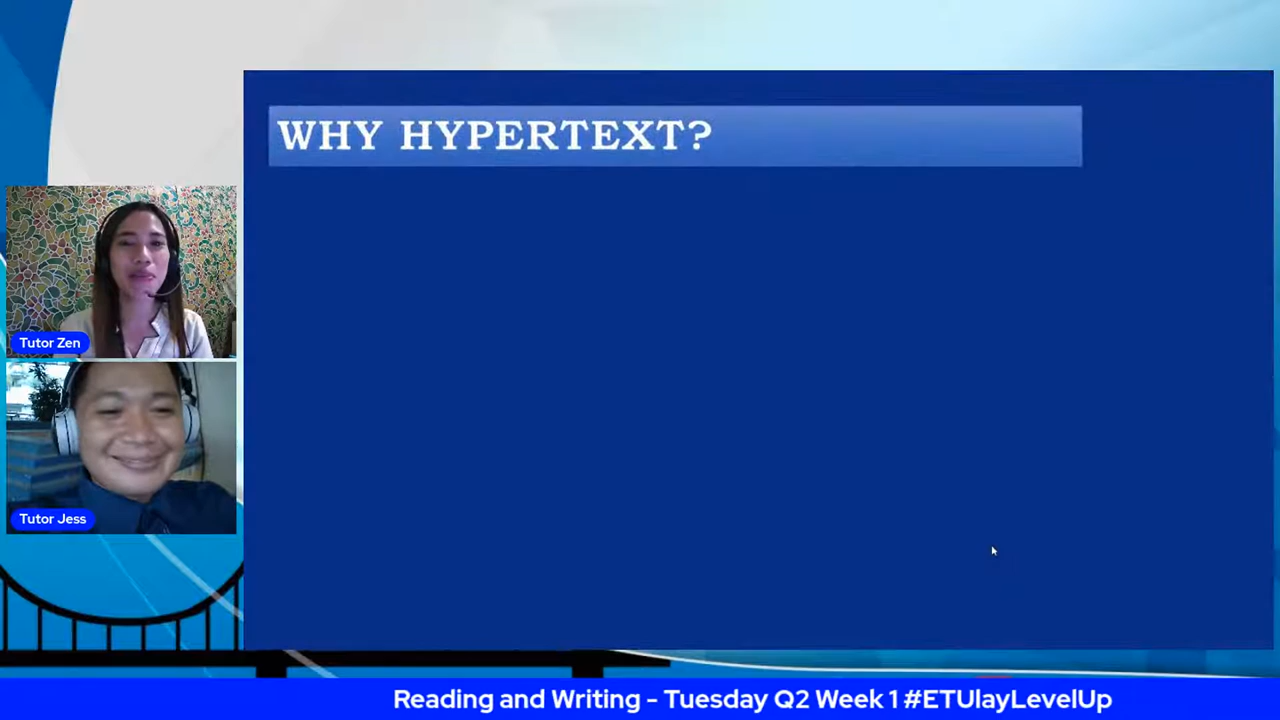 WHY HYPERTEXT?
Tutor Zen
Tutor Jess
Reading and Writing - Tuesday Q2 Week 1 #ETUlayLevelUp